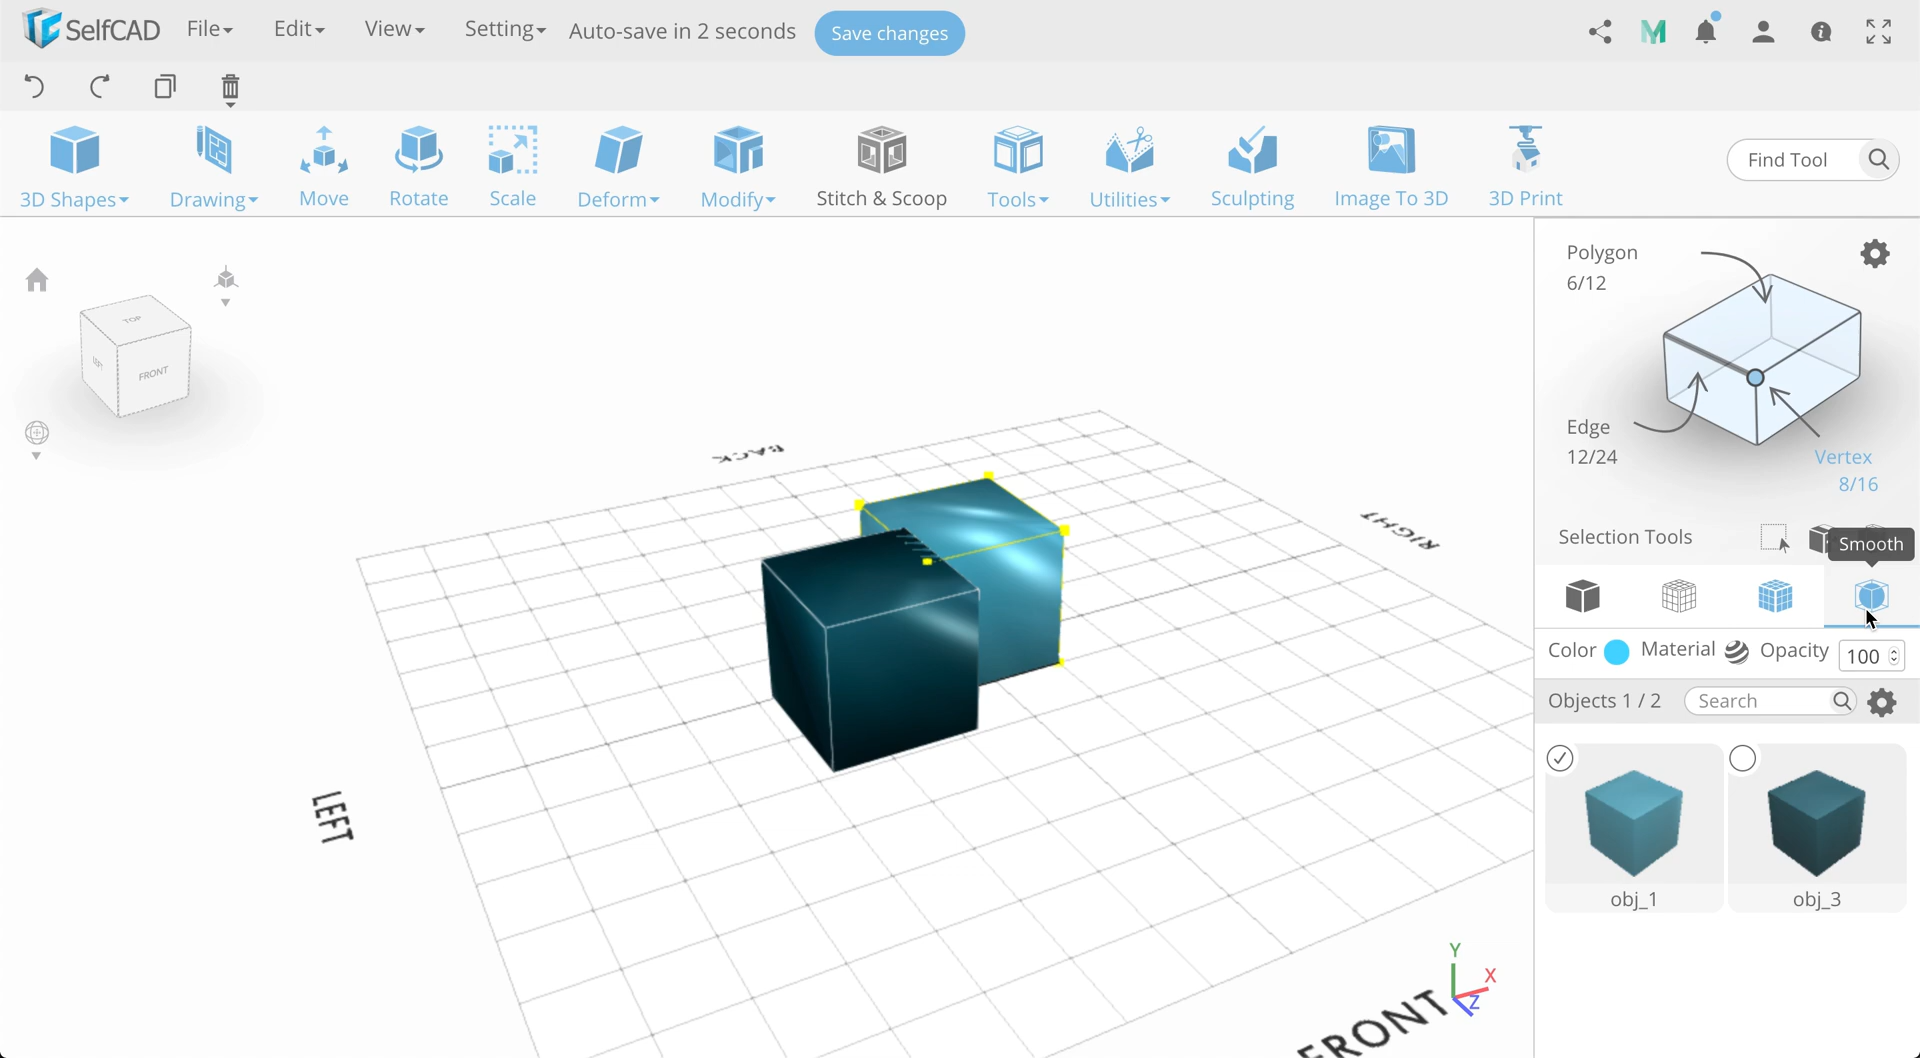 SelfCAD File Edit View Setting Auto-save in 2 seconds Save changes
3D Shapes Drawing Move Rotate Scale Deform Modify Stitch & Scoop Tools Utilities Sculpting Image To 3D 3D Print Find Tool
Polygon
6/12
TOP
LEFT FRONT
Edge
12/24
Vertex
8/16
BACK
RIGHT
Selection Tools
Smooth
Color Material Opacity 100
Objects 1 / 2 Search
LEFT
obj_1 obj_3
Y
X
Z
FRONT